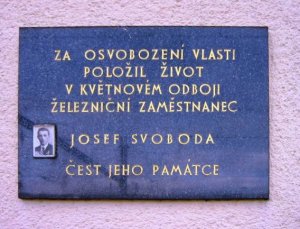 ZA OSVOBOZENÍ VLASTI
POLOŽIL ŽIVOT
V KVĚTNOVÉM ODBOJI
ŽELEZNIČNÍ ZAMĚSTNANEC
JOSEF SVOBODA
ČEST JEHO PAMÁTCE